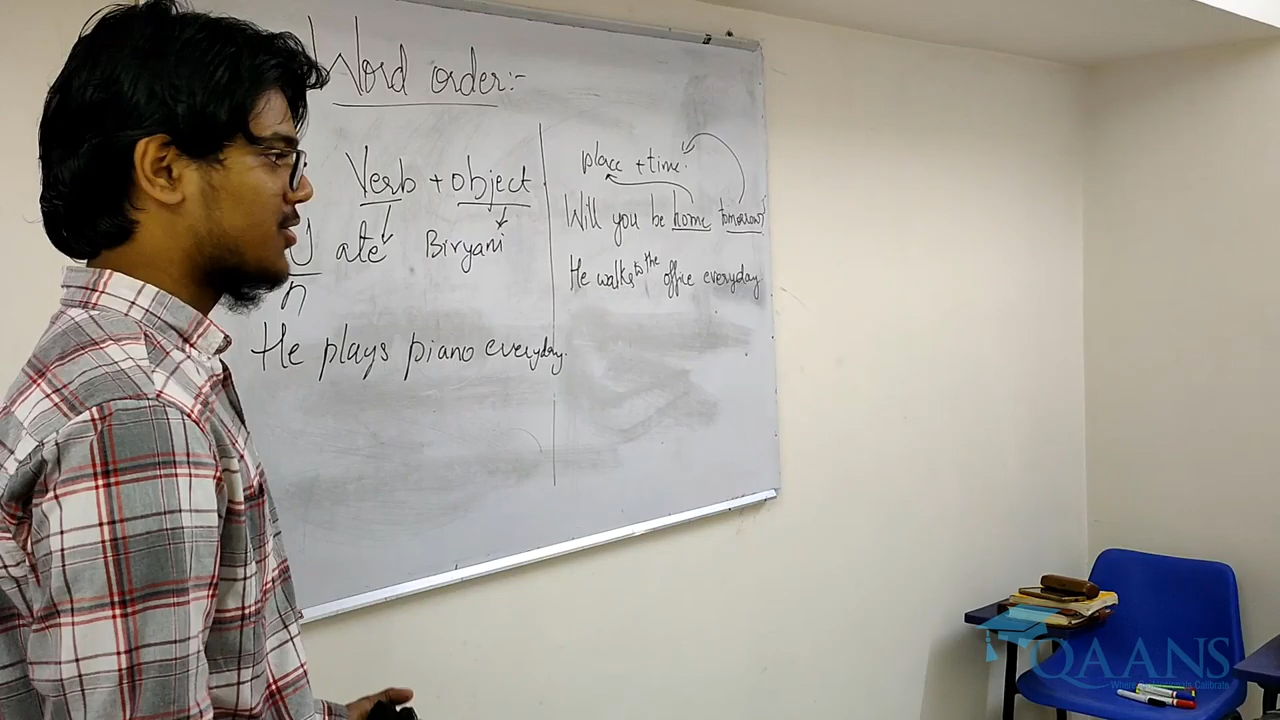 Word order:-
Verb + object
ate Biryani
n
He plays piano everyday.
place + time.
Will you be home tomorrow?
He walks to the office everyday
QAANS